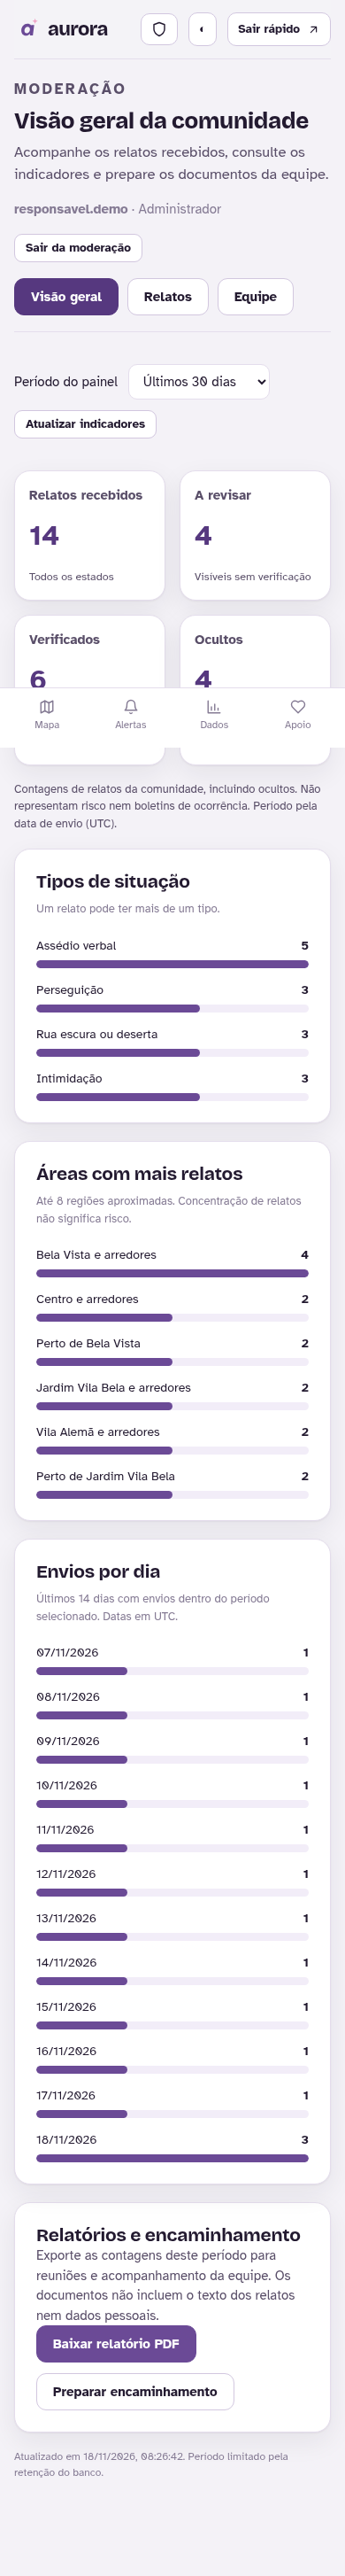 aurora
Sair rápido
MODERAÇÃO
Visão geral da comunidade
Acompanhe os relatos recebidos, consulte os
indicadores e prepare os documentos da equipe.
responsavel.demo · Administrador
Sair da moderação
Visão geral
Relatos
Equipe
Período do painel
Últimos 30 dias
Atualizar indicadores
Relatos recebidos
14
Todos os estados
A revisar
4
Visíveis sem verificação
Verificados
6
Ocultos
4
Mapa
Alertas
Dados
Apoio
Contagens de relatos da comunidade, incluindo ocultos. Não
representam risco nem boletins de ocorrência. Período pela
data de envio (UTC).
Tipos de situação
Um relato pode ter mais de um tipo.
Assédio verbal 5
Perseguição 3
Rua escura ou deserta 3
Intimidação 3
Áreas com mais relatos
Até 8 regiões aproximadas. Concentração de relatos
não significa risco.
Bela Vista e arredores 4
Centro e arredores 2
Perto de Bela Vista 2
Jardim Vila Bela e arredores 2
Vila Alemã e arredores 2
Perto de Jardim Vila Bela 2
Envios por dia
Últimos 14 dias com envios dentro do período
selecionado. Datas em UTC.
07/11/2026 1
08/11/2026 1
09/11/2026 1
10/11/2026 1
11/11/2026 1
12/11/2026 1
13/11/2026 1
14/11/2026 1
15/11/2026 1
16/11/2026 1
17/11/2026 1
18/11/2026 3
Relatórios e encaminhamento
Exporte as contagens deste período para
reuniões e acompanhamento da equipe. Os
documentos não incluem o texto dos relatos
nem dados pessoais.
Baixar relatório PDF
Preparar encaminhamento
Atualizado em 18/11/2026, 08:26:42. Período limitado pela
retenção do banco.